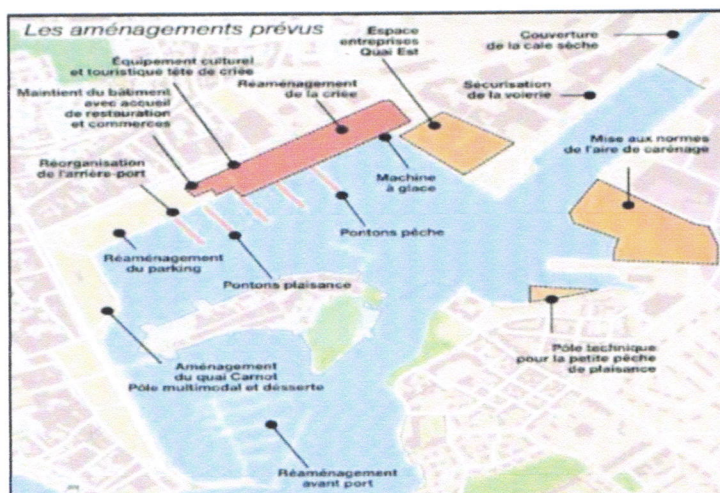 Les aménagements prévus
Espace
entreprises
Quai Est
Couverture
de la cale sèche
Équipement culturel
et touristique tête de criée
Maintient du bâtiment
avec accueil
de restauration
et commerces
Réaménagement
de la criée
Sécurisation
de la voierie
Mise aux normes
de l'aire de carénage
Réorganisation
de l'arrière-port
Machine
à glace
Pontons pêche
Réaménagement
du parking
Pontons plaisance
Aménagement
du quai Carnot
Pôle multimodal et désserte
Pôle technique
pour la petite pêche
de plaisance
Réaménagement
avant port